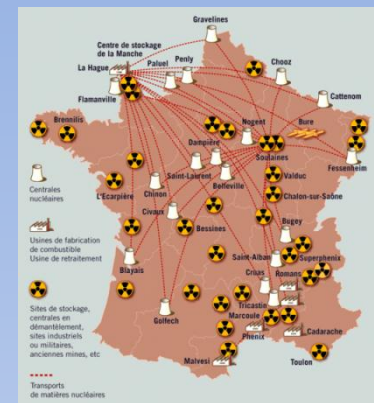 Gravelines
Centre de stockage
de la Manche
La Hague
Paluel
Penly
Chooz
Flamanville
Cattenom
Brennilis
Nogent
Bure
Dampière
Soulaines
Fessenheim
Saint-Laurent
Belleville
Valduc
Chalon-sur-Saône
Chinon
L'Ecarpière
Civaux
Bessines
Bugey
Saint-Alban
Superphénix
Creas
Romans
Blayais
Tricastin
Marcoule
Golfech
Phénix
Cadarache
Malvesi
Toulon
Centrales
nucléaires
Usines de fabrication
de combustible
Usine de retraitement
Sites de stockage,
centrales en
démantèlement,
sites industriels
ou militaires,
anciennes mines, etc
Transports
de matières nucléaires